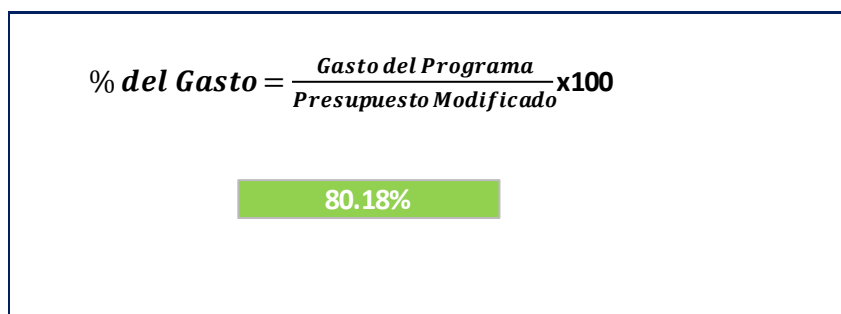 % del Gasto = Gasto del Programa / Presupuesto Modificado x100
80.18%